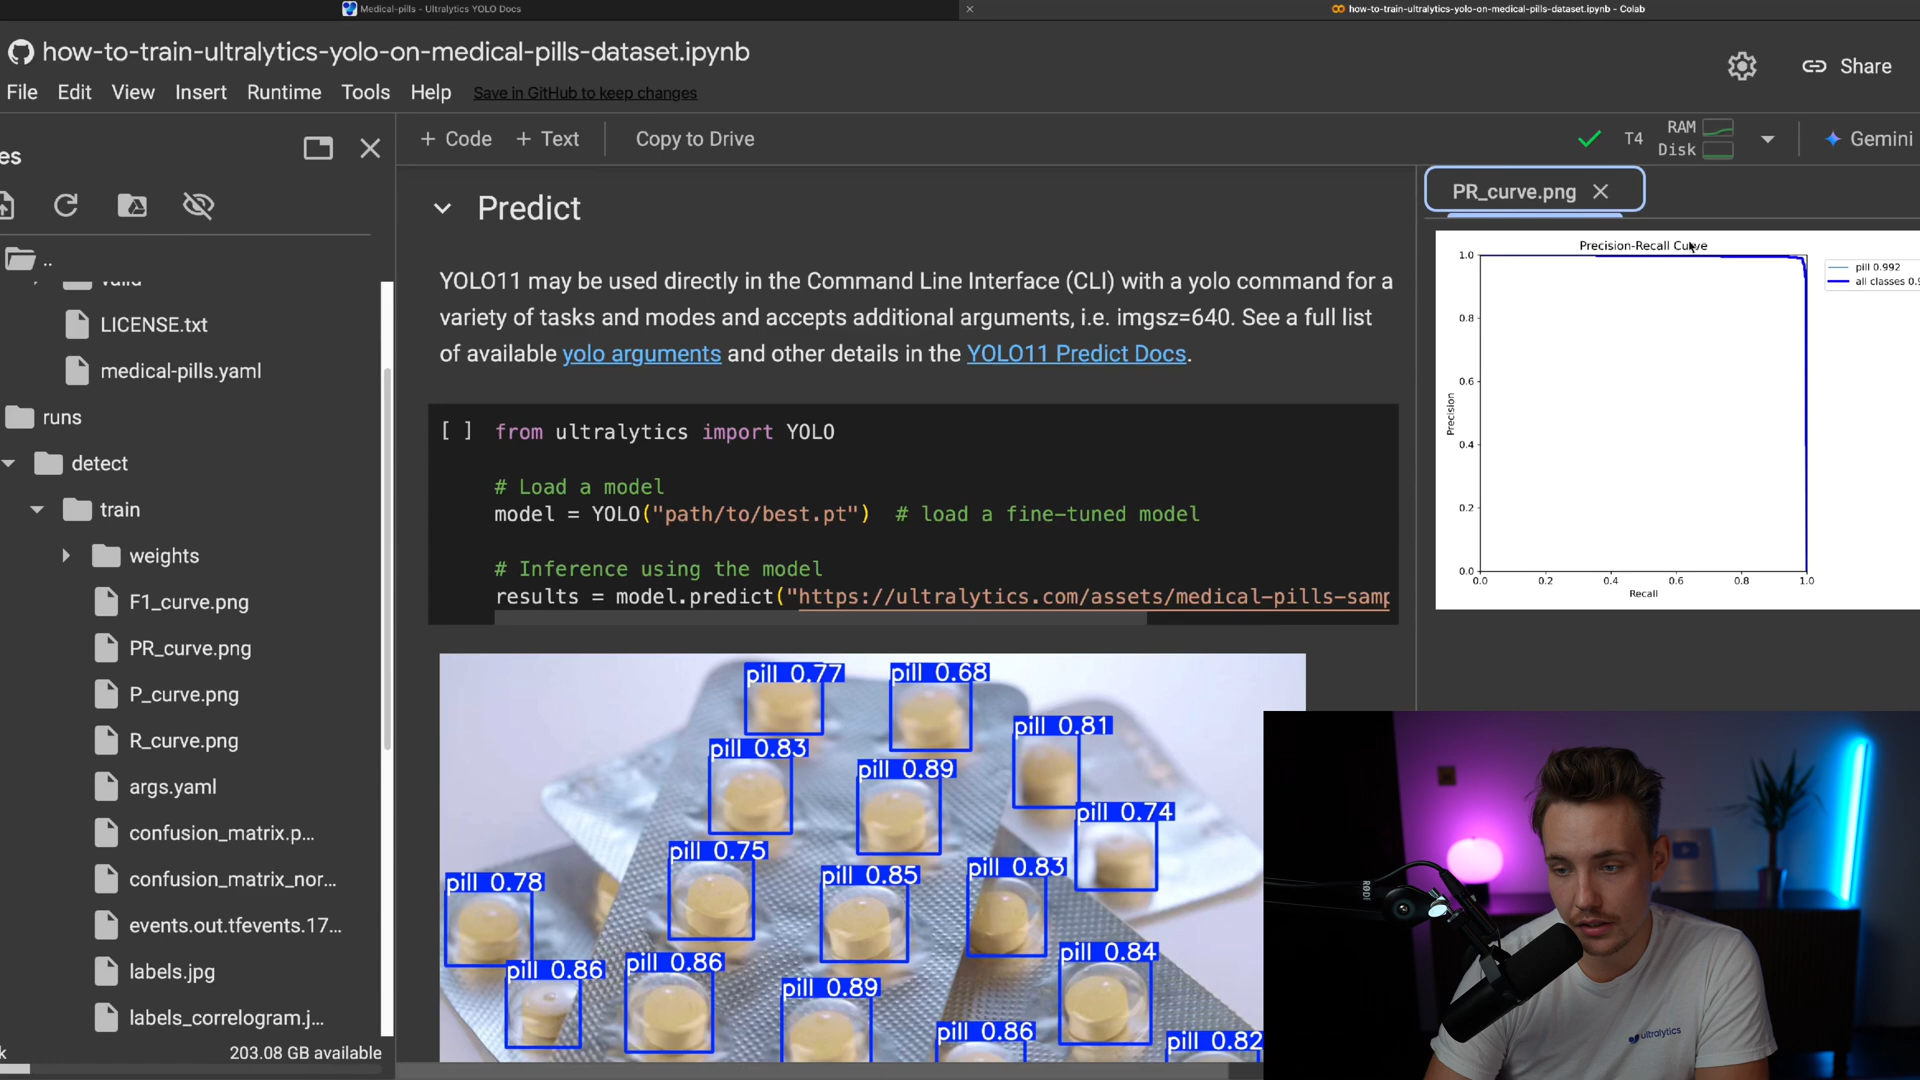 Medical-pills - Ultralytics YOLO Docs
how-to-train-ultralytics-yolo-on-medical-pills-dataset.ipynb - Colab
how-to-train-ultralytics-yolo-on-medical-pills-dataset.ipynb
Share
File Edit View Insert Runtime Tools Help Save in GitHub to keep changes
es
+ Code + Text Copy to Drive
T4 RAM
Disk
Gemini
..
valid
LICENSE.txt
medical-pills.yaml
runs
detect
train
weights
F1_curve.png
PR_curve.png
P_curve.png
R_curve.png
args.yaml
confusion_matrix.p...
confusion_matrix_nor...
events.out.tfevents.17...
labels.jpg
labels_correlogram.j...
k
203.08 GB available
Predict
YOLO11 may be used directly in the Command Line Interface (CLI) with a yolo command for a
variety of tasks and modes and accepts additional arguments, i.e. imgsz=640. See a full list
of available yolo arguments and other details in the YOLO11 Predict Docs.
[ ] from ultralytics import YOLO
# Load a model
model = YOLO("path/to/best.pt")  # load a fine-tuned model
# Inference using the model
results = model.predict("https://ultralytics.com/assets/medical-pills-samp
pill 0.77
pill 0.68
pill 0.81
pill 0.83
pill 0.89
pill 0.74
pill 0.75
pill 0.83
pill 0.85
pill 0.78
pill 0.84
pill 0.86
pill 0.86
pill 0.89
pill 0.86
pill 0.82
PR_curve.png
Precision-Recall Curve
pill 0.992
all classes 0.9
1.0
0.8
0.6
0.4
0.2
0.0
Precision
0.0 0.2 0.4 0.6 0.8 1.0
Recall
RØDE
ultralytics